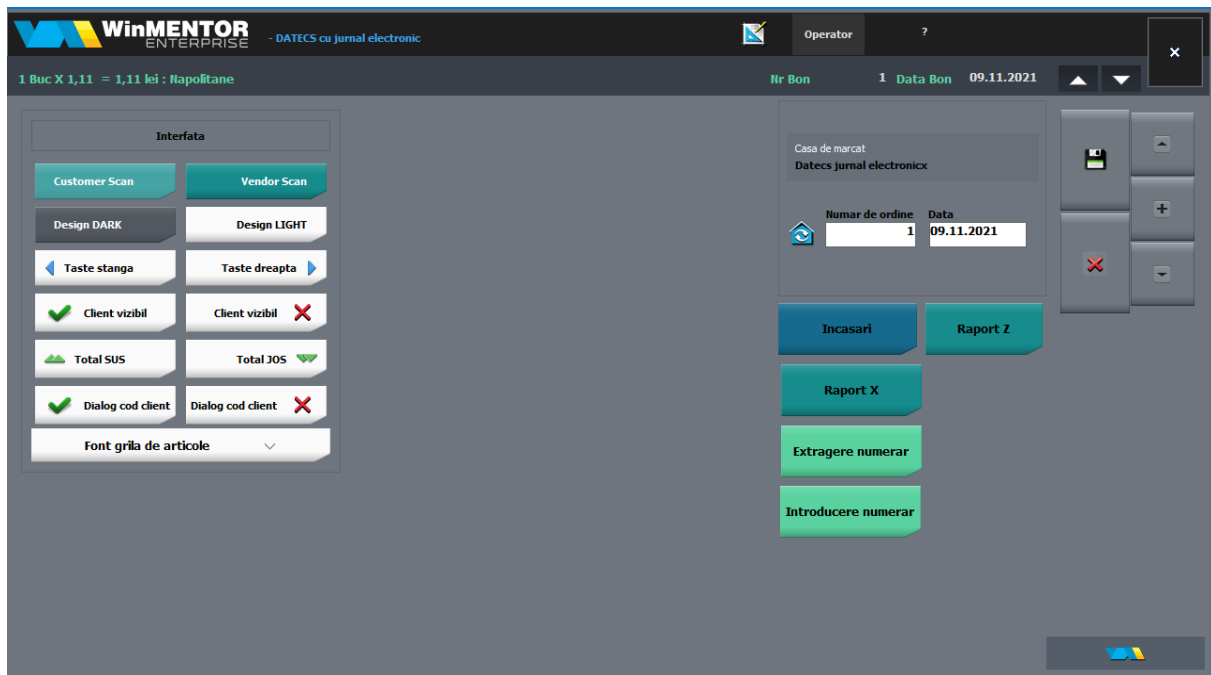 WinMENTOR
ENTERPRISE
- DATECS cu jurnal electronic
Operator
?
1 Buc X 1,11 = 1,11 lei : Napolitane
Nr Bon 1 Data Bon 09.11.2021
Interfata
Customer Scan
Vendor Scan
Design DARK
Design LIGHT
Taste stanga
Taste dreapta
Client vizibil
Client vizibil
Total SUS
Total JOS
Dialog cod client
Dialog cod client
Font grila de articole
Casa de marcat
Datecs jurnal electronicx
Numar de ordine Data
1 09.11.2021
Incasari
Raport Z
Raport X
Extragere numerar
Introducere numerar